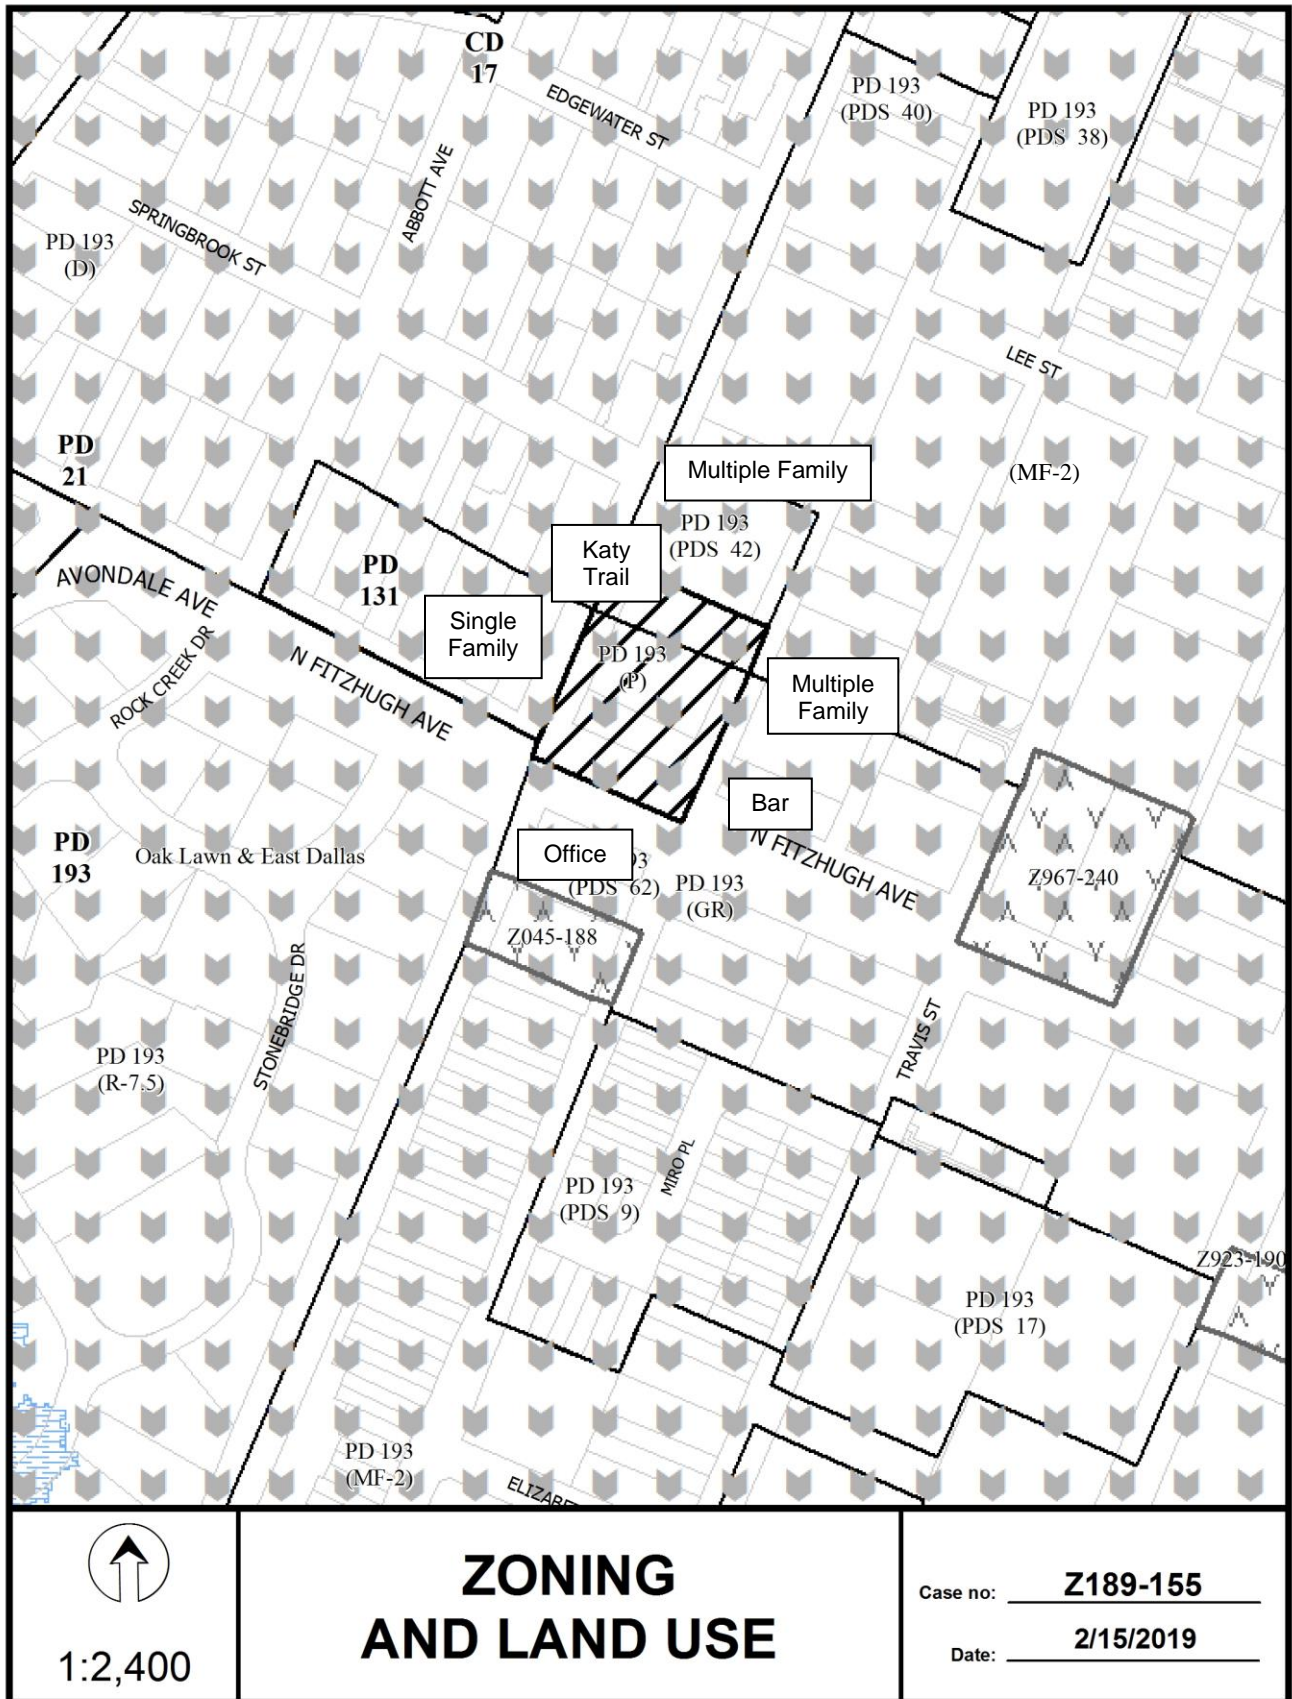 CD
17
EDGEWATER ST
PD 193
(PDS 40)
PD 193
(PDS 38)
ABBOTT AVE
SPRINGBROOK ST
PD 193
(D)
LEE ST
PD
21
Multiple Family
(MF-2)
PD 193
(PDS 42)
Katy
Trail
PD
131
AVONDALE AVE
Single
Family
ROCK CREEK DR
N FITZHUGH AVE
PD 193
(P)
Multiple
Family
Bar
N FITZHUGH AVE
PD
193
Oak Lawn & East Dallas
Office
93
(PDS 62)
PD 193
(GR)
Z967-240
Z045-188
STONEBRIDGE DR
PD 193
(R-7.5)
TRAVIS ST
MIRO PL
PD 193
(PDS 9)
Z923-190
PD 193
(PDS 17)
PD 193
(MF-2)
1:2,400
ZONING
AND LAND USE
Case no: Z189-155
Date: 2/15/2019